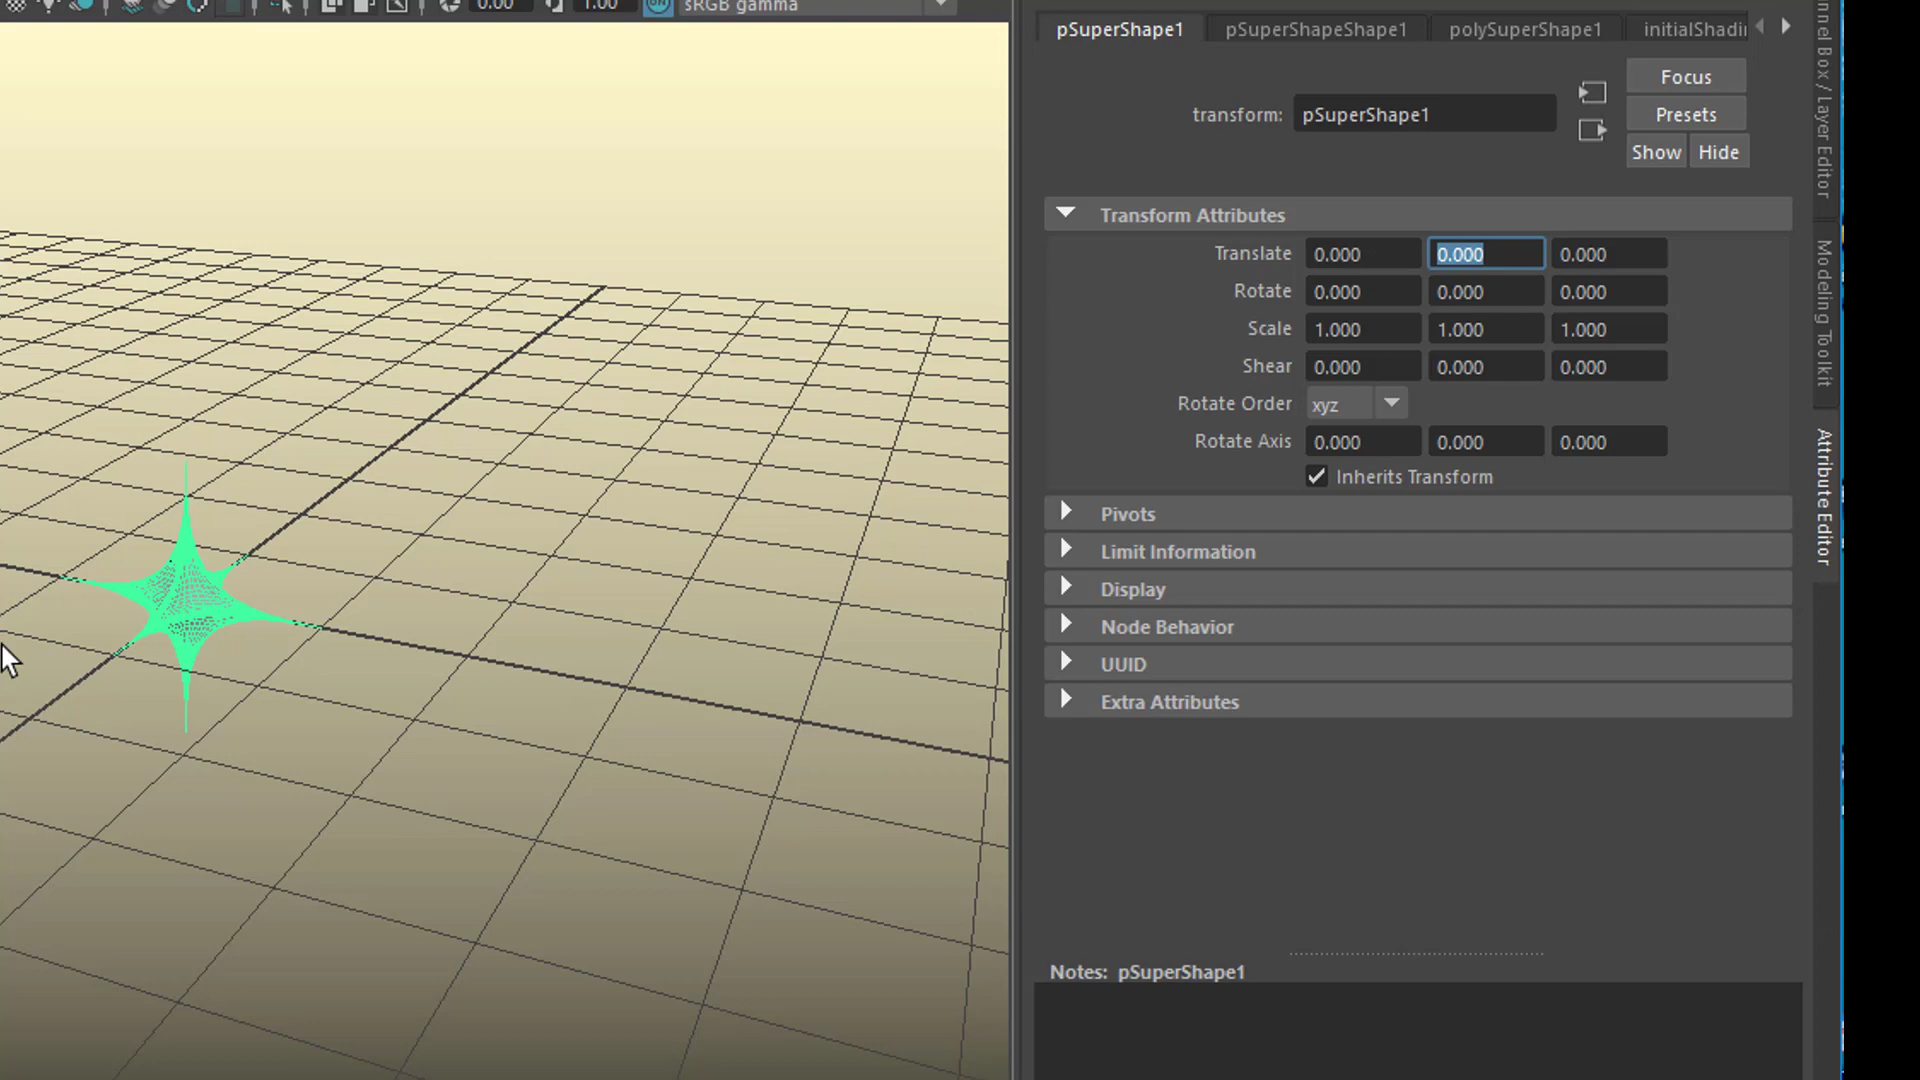 0.00 1.00 ON sRGB gamma
pSuperShape1 pSuperShapeShape1 polySuperShape1 initialShadi
Focus
transform: pSuperShape1
Presets
Show Hide
Transform Attributes
Translate 0.000 0.000 0.000
Rotate 0.000 0.000 0.000
Scale 1.000 1.000 1.000
Shear 0.000 0.000 0.000
Rotate Order xyz
Rotate Axis 0.000 0.000 0.000
Inherits Transform
Pivots
Limit Information
Display
Node Behavior
UUID
Extra Attributes
Notes: pSuperShape1
nnel Box / Layer Editor
Modeling Toolkit
Attribute Editor